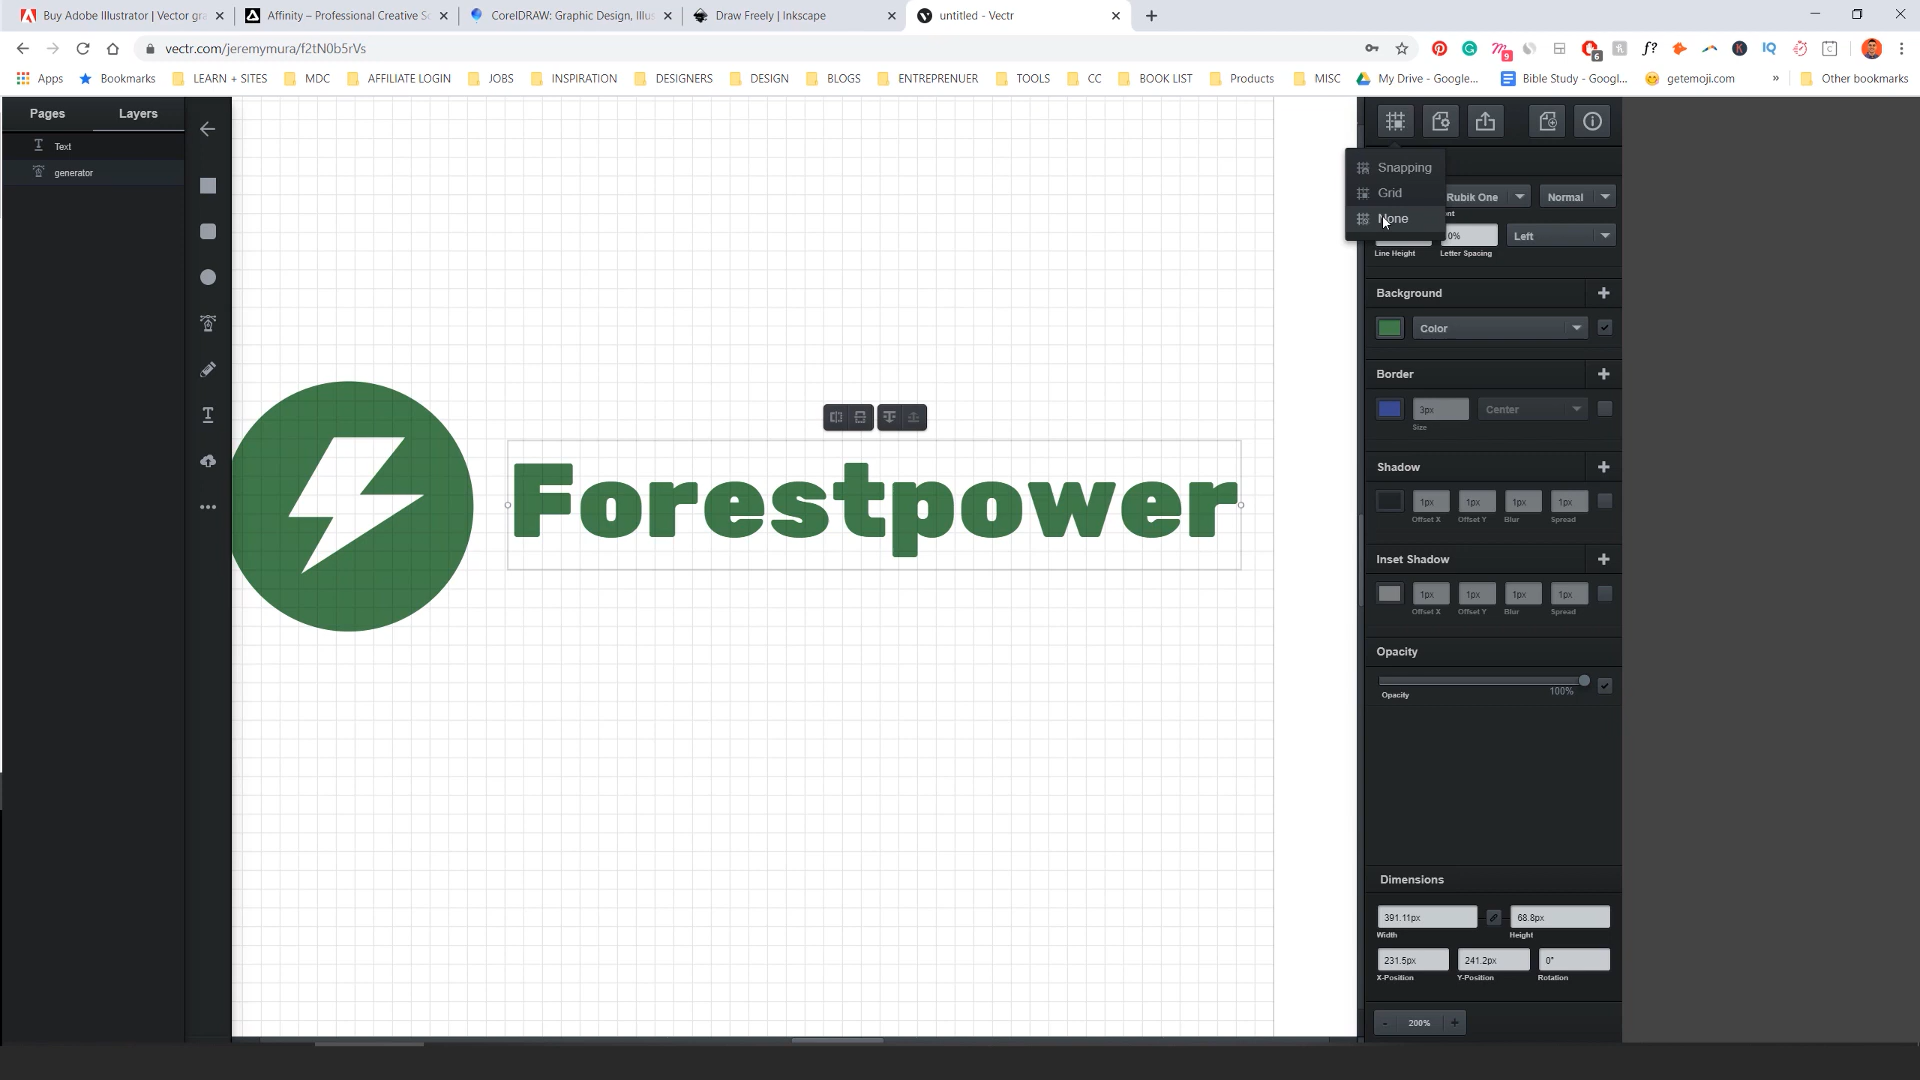 Buy Adobe Illustrator | Vector gra
Affinity – Professional Creative So
CorelDRAW: Graphic Design, Illus
Draw Freely | Inkscape
untitled - Vectr
vectr.com/jeremymura/f2tN0b5rVs
Apps
Bookmarks
LEARN + SITES
MDC
AFFILIATE LOGIN
JOBS
INSPIRATION
DESIGNERS
DESIGN
BLOGS
ENTREPRENUER
TOOLS
CC
BOOK LIST
Products
MISC
My Drive - Google...
Bible Study - Googl...
getemoji.com
»
Other bookmarks
Pages
Layers
Text
generator
Snapping
Grid
None
Rubik One
Normal
0%
Left
Line Height
Letter Spacing
Background
Color
Border
3px
Center
Size
Forestpower
Shadow
1px
1px
1px
1px
Offset X
Offset Y
Blur
Spread
Inset Shadow
1px
1px
1px
1px
Offset X
Offset Y
Blur
Spread
Opacity
100%
Opacity
Dimensions
391.11px
68.8px
Width
Height
231.5px
241.2px
0°
X-Position
Y-Position
Rotation
- 200% +